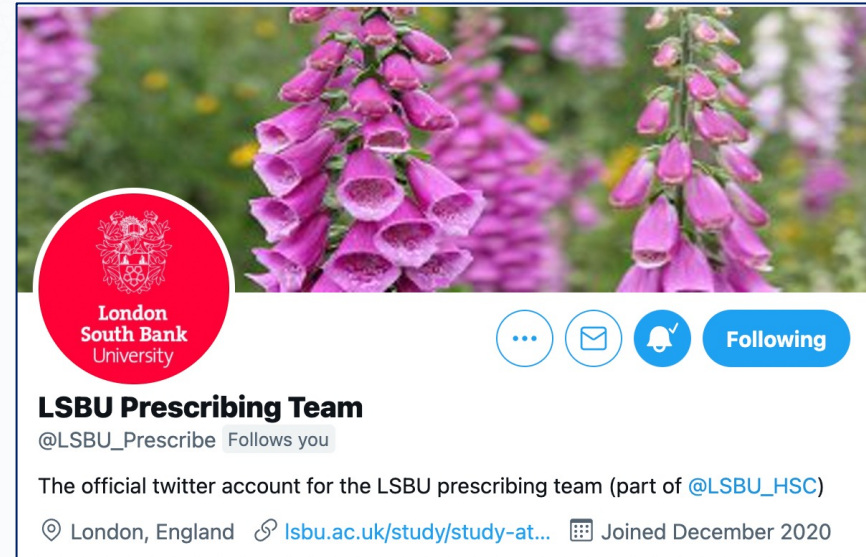 London
South Bank
University
Following
LSBU Prescribing Team
@LSBU_Prescribe Follows you
The official twitter account for the LSBU prescribing team (part of @LSBU_HSC)
London, England lsbu.ac.uk/study/study-at... Joined December 2020